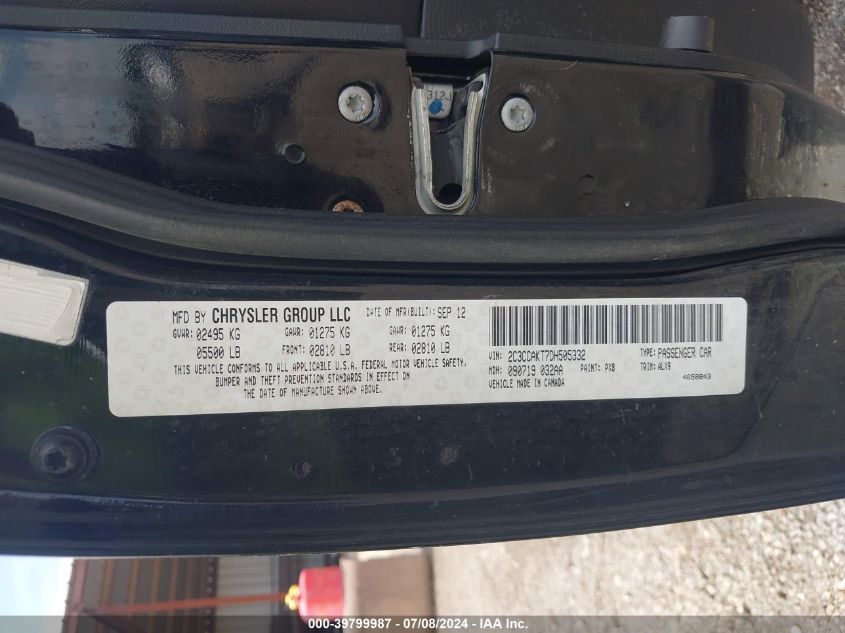 312J
MFD BY CHRYSLER GROUP LLC DATE OF MFR(BUILT):SEP 12
GVWR: 02495 KG GAWR: 01275 KG GAWR: 01275 KG
05500 LB FRONT: 02810 LB REAR: 02810 LB
THIS VEHICLE CONFORMS TO ALL APPLICABLE U.S.A. FEDERAL MOTOR VEHICLE SAFETY,
BUMPER AND THEFT PREVENTION STANDARDS IN EFFECT ON
THE DATE OF MANUFACTURE SHOWN ABOVE.
VIN: 2C3CCAKT7DH505332 TYPE: PASSENGER CAR
MDH: 090719 032AA PAINT: PX8 TRIM: ALX9
VEHICLE MADE IN CANADA 4658843
000-39799987 - 07/08/2024 - IAA Inc.